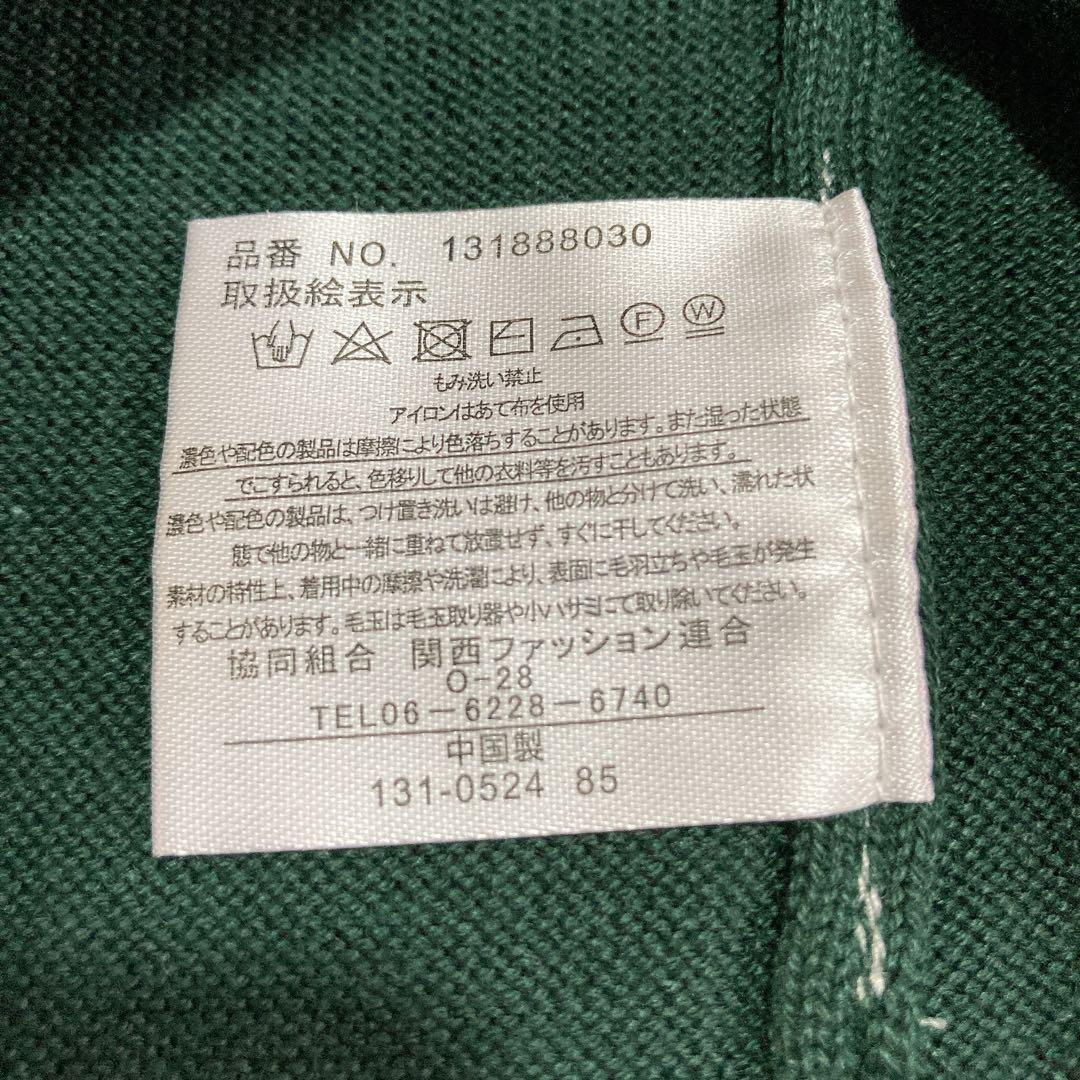 品番 NO. 131888030
取扱絵表示
F W
もみ洗い禁止
アイロンはあて布を使用
濃色や配色の製品は摩擦により色落ちすることがあります。また湿った状態
でこすられると、色移りして他の衣料等を汚すこともあります。
濃色や配色の製品は、つけ置き洗いは避け、他の物と分けて洗い、濡れた状
態で他の物と一緒に重ねて放置せず、すぐに干してください。
素材の特性上、着用中の摩擦や洗濯により、表面に毛羽立ちや毛玉が発生
することがあります。毛玉は毛玉取り器や小ハサミにて取り除いてください。
協同組合 関西ファッション連合
O-28
TEL06-6228-6740
中国製
131-0524 85